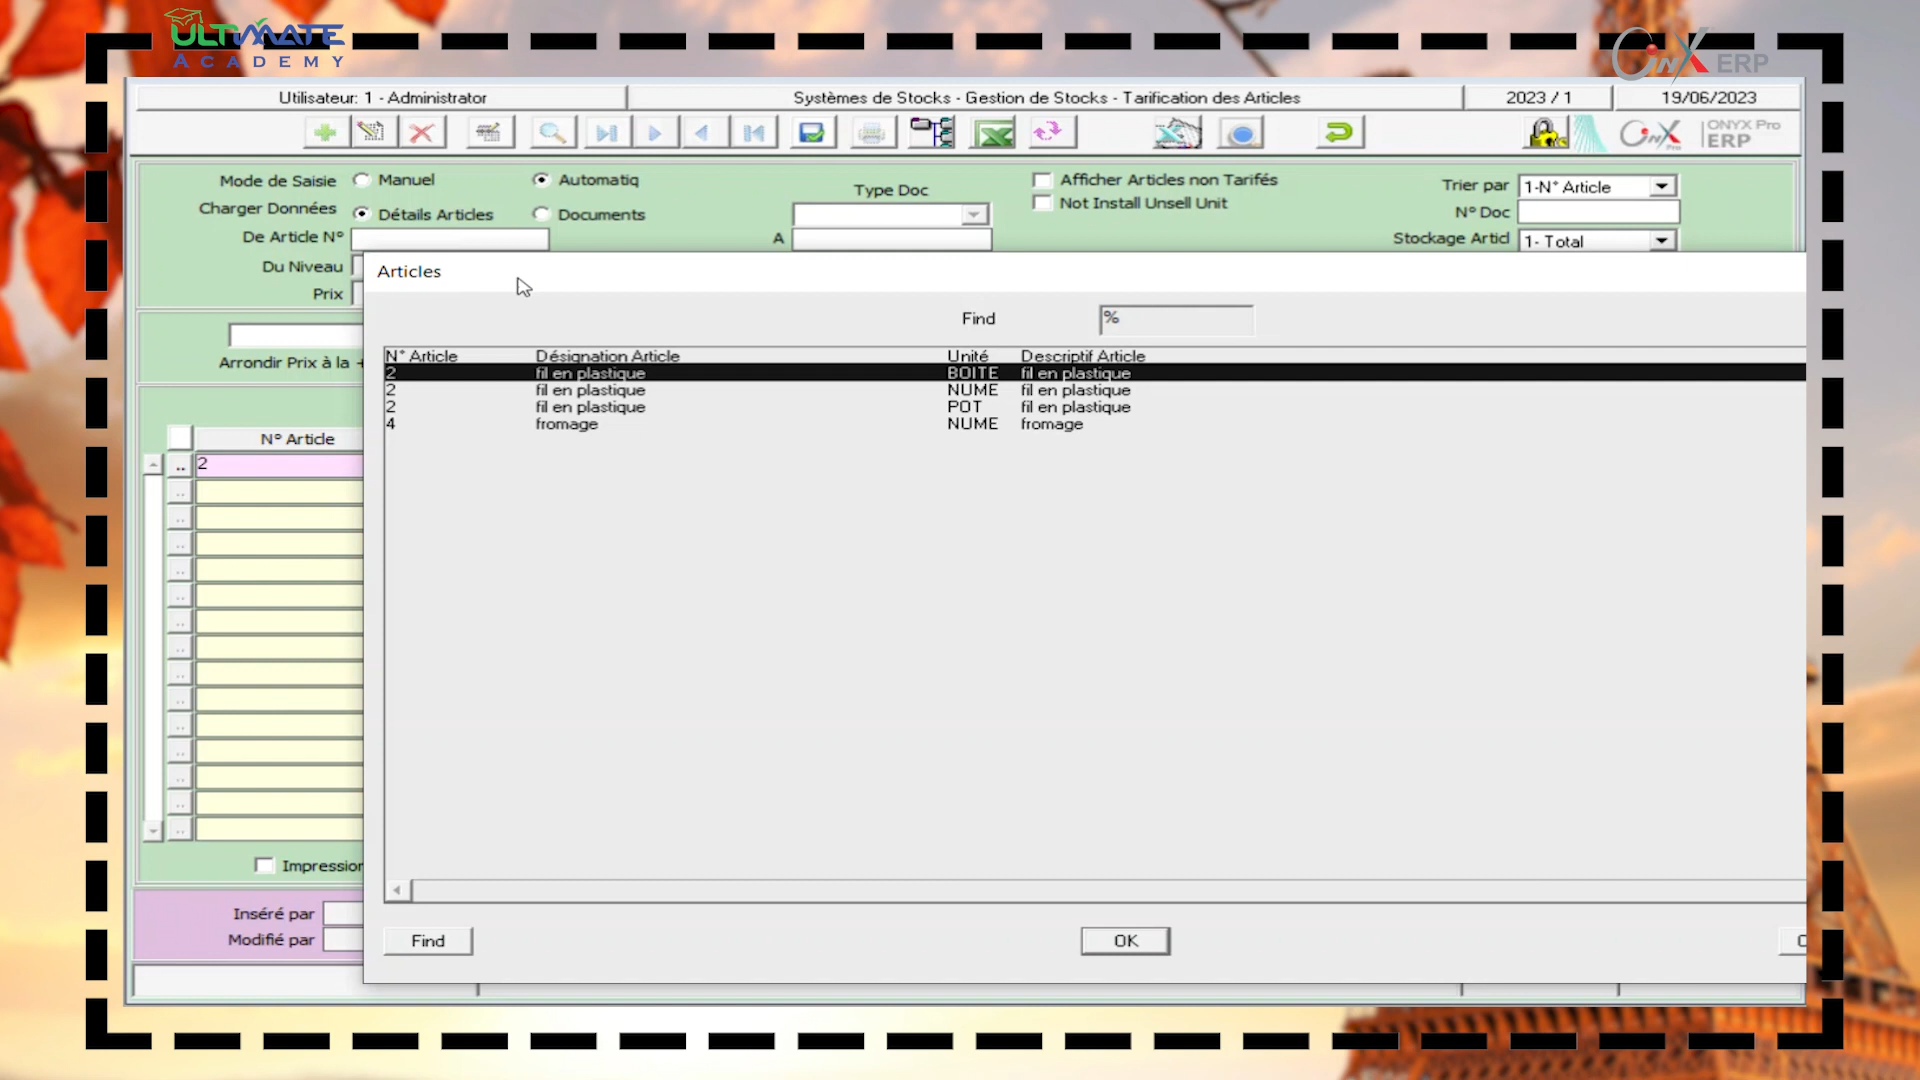 ULTIMATE
ACADEMY
OnX ERP
Utilisateur: 1 - Administrator
Systèmes de Stocks - Gestion de Stocks - Tarification des Articles
2023 / 1
19/06/2023
OnX Pro
ONYX Pro
ERP
Mode de Saisie
Manuel
Automatiq
Type Doc
Afficher Articles non Tarifés
Trier par
1-N° Article
Charger Données
Détails Articles
Documents
Not Install Unsell Unit
N° Doc
De Article N°
A
Stockage Articl
1- Total
Du Niveau
Prix
Articles
Find
%
Arrondir Prix à la +
N° Article
Désignation Article
Unité
Descriptif Article
2
fil en plastique
BOITE
fil en plastique
2
fil en plastique
NUME
fil en plastique
2
fil en plastique
POT
fil en plastique
4
fromage
NUME
fromage
N° Article
2
Impression
Inséré par
Modifié par
Find
OK